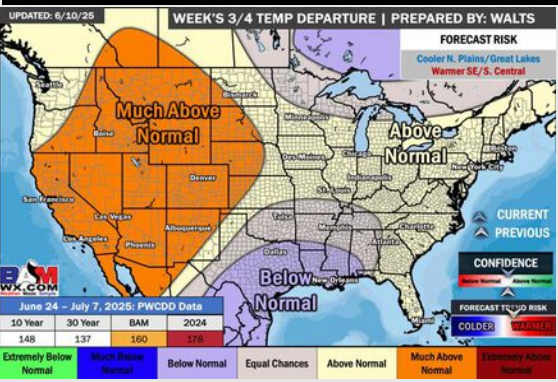 UPDATED: 6/10/25
WEEK'S 3/4 TEMP DEPARTURE | PREPARED BY: WALTS
FORECAST RISK
Cooler N. Plains/Great Lakes
Warmer SE/S. Central
Seattle
Bismarck
Much Above
Normal
Minneapolis
Above
Normal
Boise
Boston
Des Moines
Chicago
New York City
Indianapolis
Denver
St. Louis
San Francisco
Las Vegas
Tulsa
Memphis
Charlotte
CURRENT
PREVIOUS
Los Angeles
Albuquerque
Phoenix
Atlanta
Dallas
CONFIDENCE
Below Normal
Above Normal
Below
Normal
New Orleans
BAM
WX.COM
June 24 – July 7, 2025: PWCDD Data
10 Year 30 Year BAM 2024
148 137 160 178
Miami
FORECAST TREND RISK
COLDER WARMER
Extremely Below Normal
Much Below Normal
Below Normal
Equal Chances
Above Normal
Much Above Normal
Extremely Above Normal